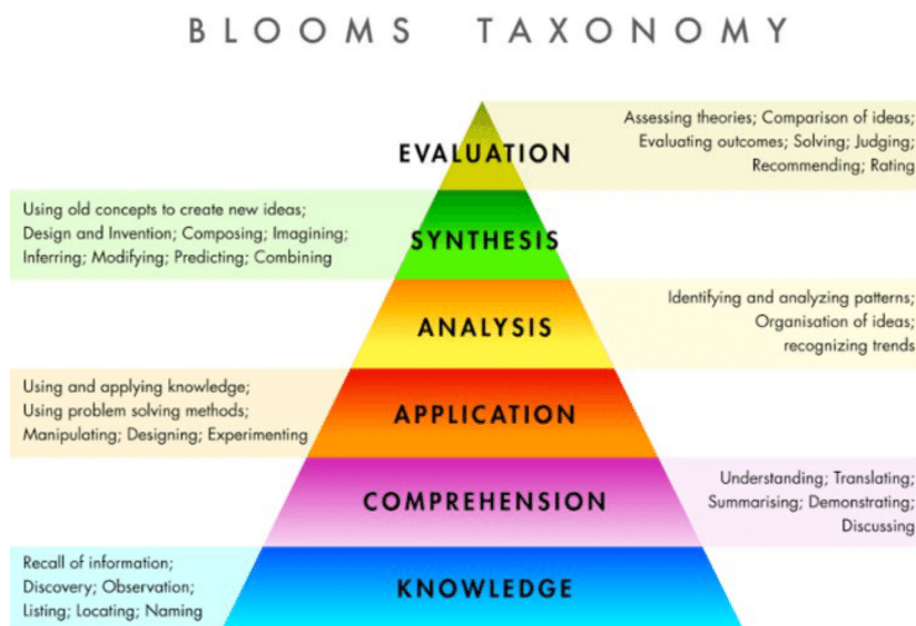 BLOOMS TAXONOMY
EVALUATION
Assessing theories; Comparison of ideas;
Evaluating outcomes; Solving; Judging;
Recommending; Rating
Using old concepts to create new ideas;
Design and Invention; Composing; Imagining;
Inferring; Modifying; Predicting; Combining
SYNTHESIS
ANALYSIS
Identifying and analyzing patterns;
Organisation of ideas;
recognizing trends
Using and applying knowledge;
Using problem solving methods;
Manipulating; Designing; Experimenting
APPLICATION
COMPREHENSION
Understanding; Translating;
Summarising; Demonstrating;
Discussing
Recall of information;
Discovery; Observation;
Listing; Locating; Naming
KNOWLEDGE